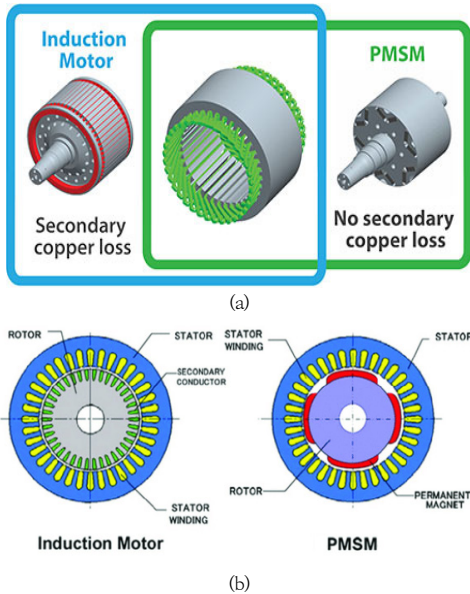 Induction
Motor
PMSM
Secondary
copper loss
No secondary
copper loss
(a)
ROTOR
STATOR
SECONDARY
CONDUCTOR
STATOR
WINDING
Induction Motor
STATOR
WINDING
STATOR
ROTOR
PERMANENT
MAGNET
PMSM
(b)